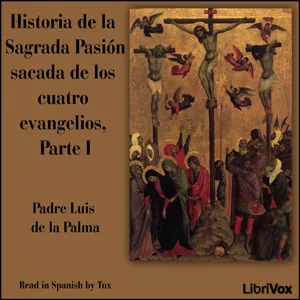 Historia de la
Sagrada Pasión
sacada de los
cuatro
evangelios,
Parte I
Padre Luis
de la Palma
Read in Spanish by Tux
LibriVox